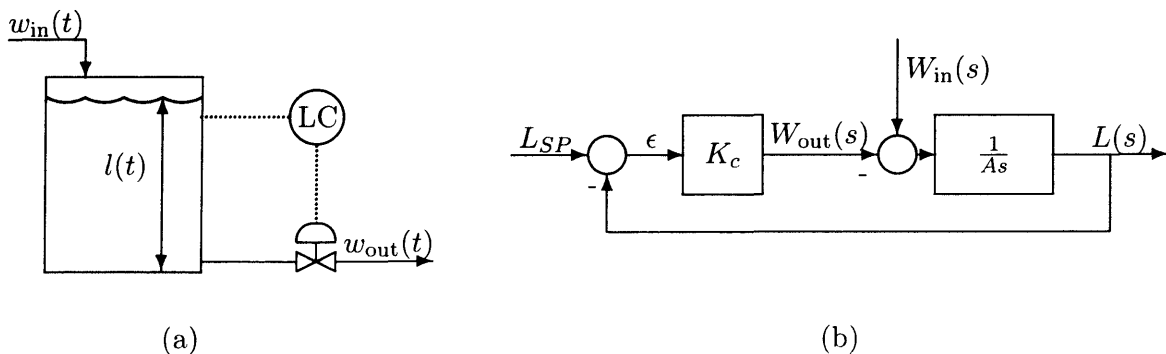 w_in(t)
LC
l(t)
w_out(t)
(a)
W_in(s)
L_SP
ϵ
K_c
W_out(s)
1/As
L(s)
-
-
(b)